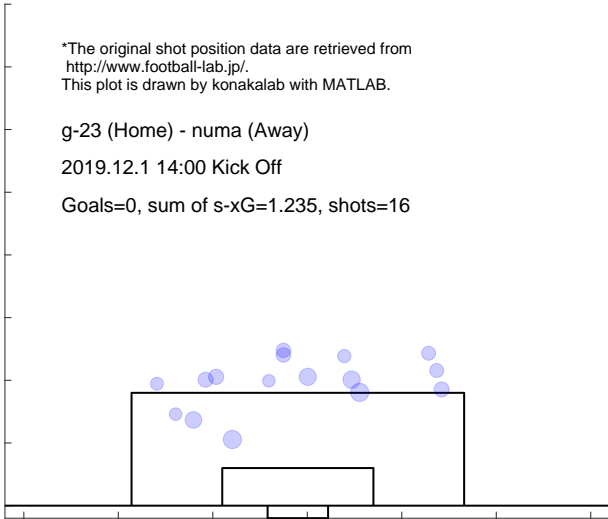 *The original shot position data are retrieved from
http://www.football-lab.jp/.
This plot is drawn by konakalab with MATLAB.
g-23 (Home) - numa (Away)
2019.12.1 14:00 Kick Off
Goals=0, sum of s-xG=1.235, shots=16